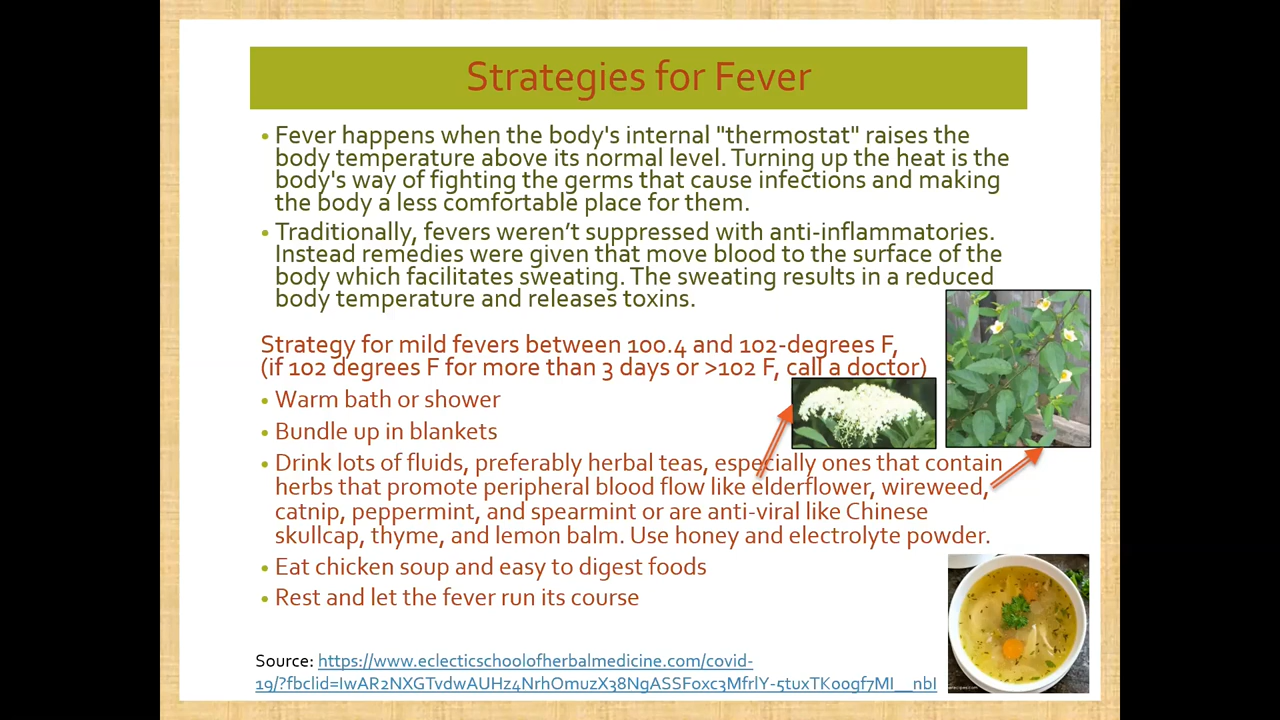 Strategies for Fever
• Fever happens when the body's internal "thermostat" raises the
body temperature above its normal level. Turning up the heat is the
body's way of fighting the germs that cause infections and making
the body a less comfortable place for them.
• Traditionally, fevers weren't suppressed with anti-inflammatories.
Instead remedies were given that move blood to the surface of the
body which facilitates sweating. The sweating results in a reduced
body temperature and releases toxins.
Strategy for mild fevers between 100.4 and 102-degrees F,
(if 102 degrees F for more than 3 days or >102 F, call a doctor)
• Warm bath or shower
• Bundle up in blankets
• Drink lots of fluids, preferably herbal teas, especially ones that contain
herbs that promote peripheral blood flow like elderflower, wireweed,
catnip, peppermint, and spearmint or are anti-viral like Chinese
skullcap, thyme, and lemon balm. Use honey and electrolyte powder.
• Eat chicken soup and easy to digest foods
• Rest and let the fever run its course
Source: https://www.eclecticschoolofherbalmedicine.com/covid-
19/?fbclid=IwAR2NXGTvdwAUHz4NrhOmuzX38NgASSFoxc3MfrlY-5tuxTKoogf7MI__nbI